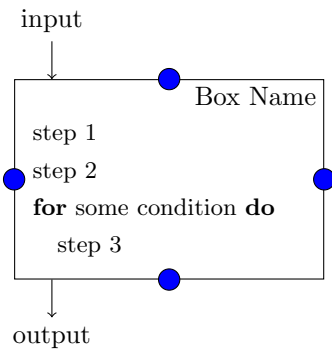 input
Box Name
step 1
step 2
for some condition do
step 3
output